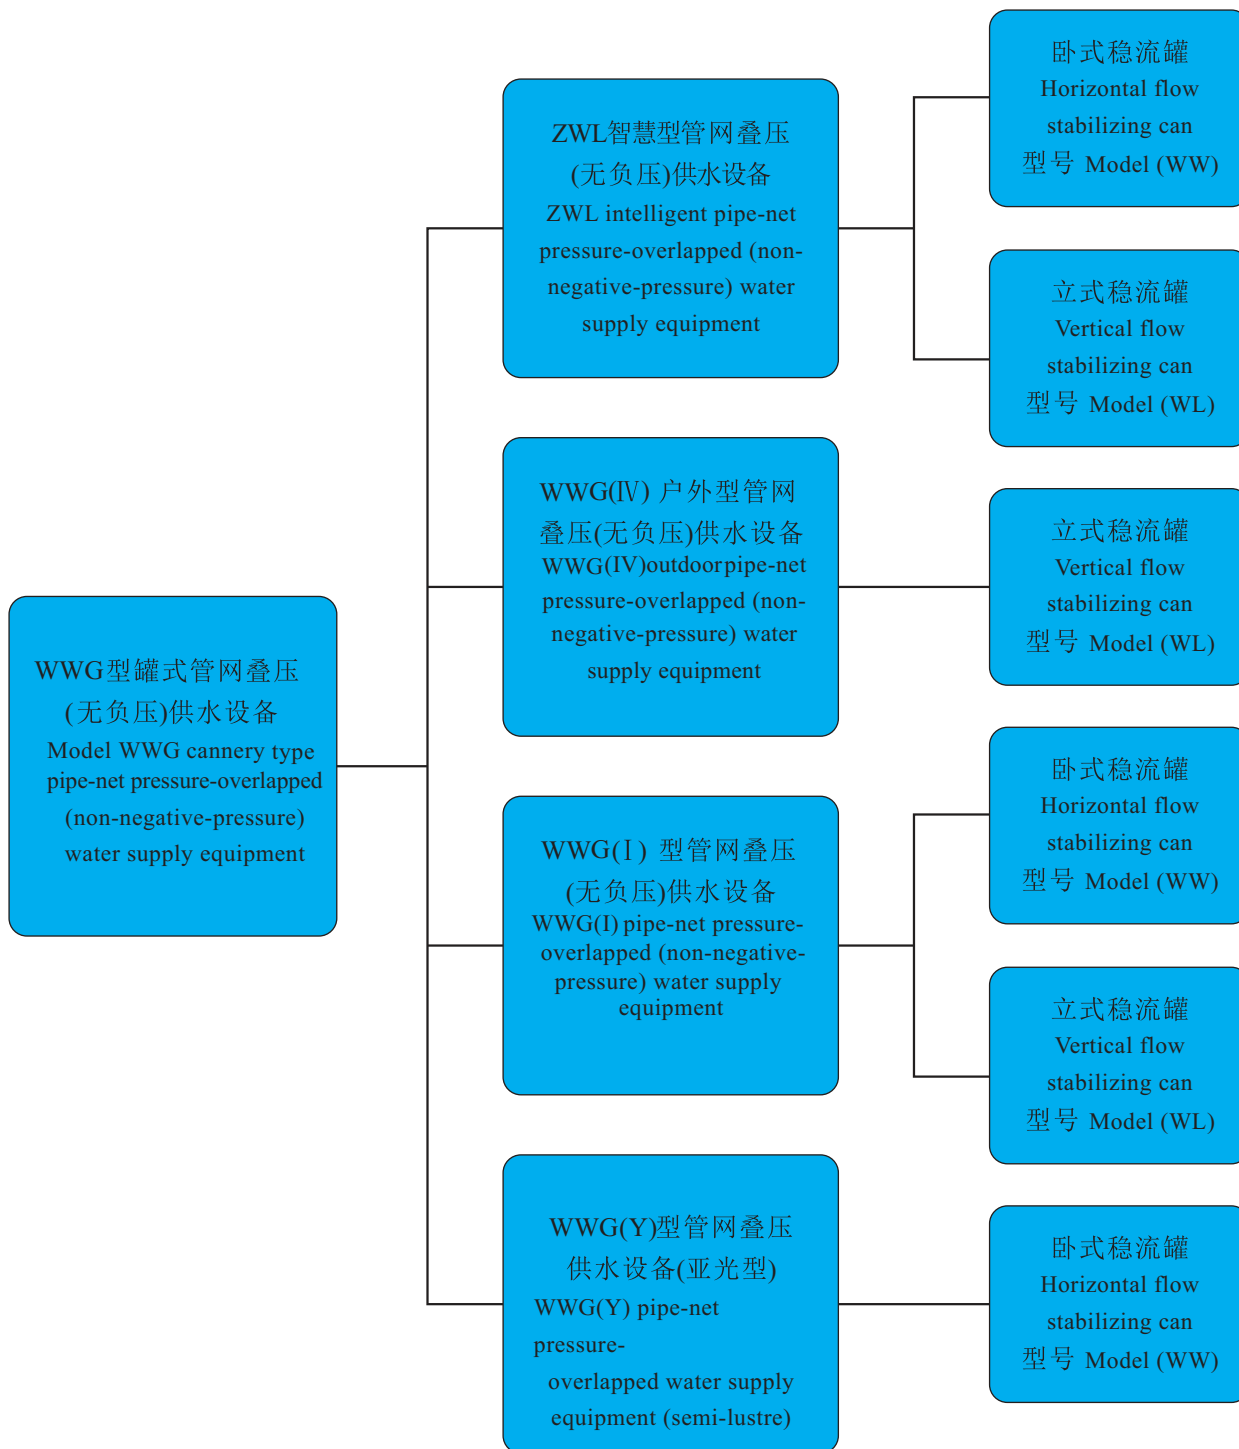 WWG型罐式管网叠压
(无负压)供水设备
Model WWG cannery type
pipe-net pressure-overlapped
(non-negative-pressure)
water supply equipment
ZWL智慧型管网叠压
(无负压)供水设备
ZWL intelligent pipe-net
pressure-overlapped (non-
negative-pressure) water
supply equipment
卧式稳流罐
Horizontal flow
stabilizing can
型号 Model (WW)
立式稳流罐
Vertical flow
stabilizing can
型号 Model (WL)
WWG(Ⅳ) 户外型管网
叠压(无负压)供水设备
WWG(IV)outdoorpipe-net
pressure-overlapped (non-
negative-pressure) water
supply equipment
立式稳流罐
Vertical flow
stabilizing can
型号 Model (WL)
WWG(Ⅰ) 型管网叠压
(无负压)供水设备
WWG(I) pipe-net pressure-
overlapped (non-negative-
pressure) water supply
equipment
卧式稳流罐
Horizontal flow
stabilizing can
型号 Model (WW)
立式稳流罐
Vertical flow
stabilizing can
型号 Model (WL)
WWG(Y)型管网叠压
供水设备(亚光型)
WWG(Y) pipe-net
pressure-
overlapped water supply
equipment (semi-lustre)
卧式稳流罐
Horizontal flow
stabilizing can
型号 Model (WW)